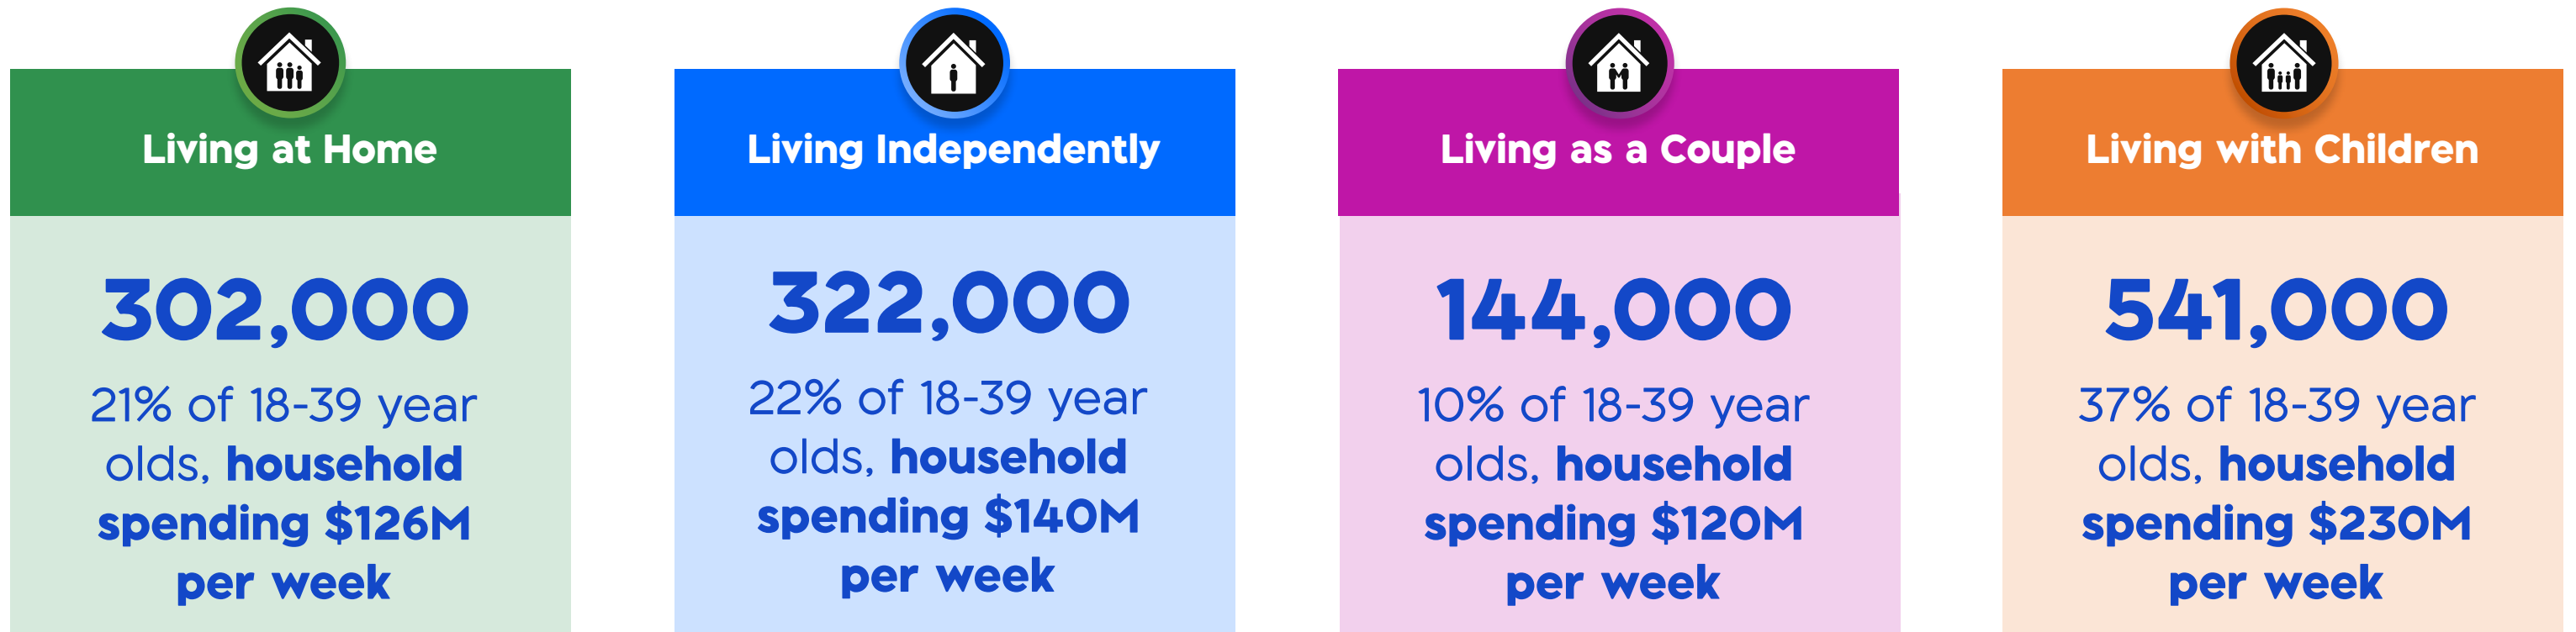 Living at Home
302,000
21% of 18-39 year
olds, household
spending $126M
per week
Living Independently
322,000
22% of 18-39 year
olds, household
spending $140M
per week
Living as a Couple
144,000
10% of 18-39 year
olds, household
spending $120M
per week
Living with Children
541,000
37% of 18-39 year
olds, household
spending $230M
per week